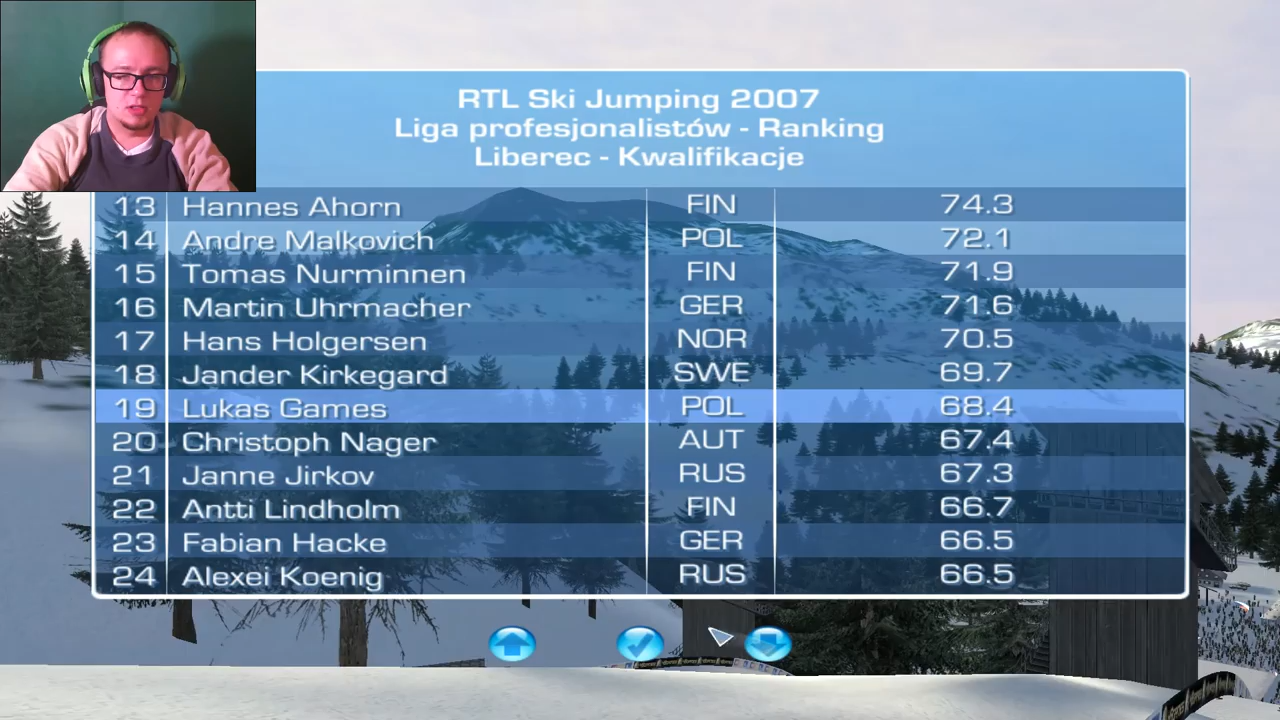 RTL Ski Jumping 2007
Liga profesjonalistów - Ranking
Liberec - Kwalifikacje
13 Hannes Ahorn FIN 74.3
14 Andre Malkovich POL 72.1
15 Tomas Nurminnen FIN 71.9
16 Martin Uhrmacher GER 71.6
17 Hans Holgersen NOR 70.5
18 Jander Kirkegard SWE 69.7
19 Lukas Games POL 68.4
20 Christoph Nager AUT 67.4
21 Janne Jirkov RUS 67.3
22 Antti Lindholm FIN 66.7
23 Fabian Hacke GER 66.5
24 Alexei Koenig RUS 66.5